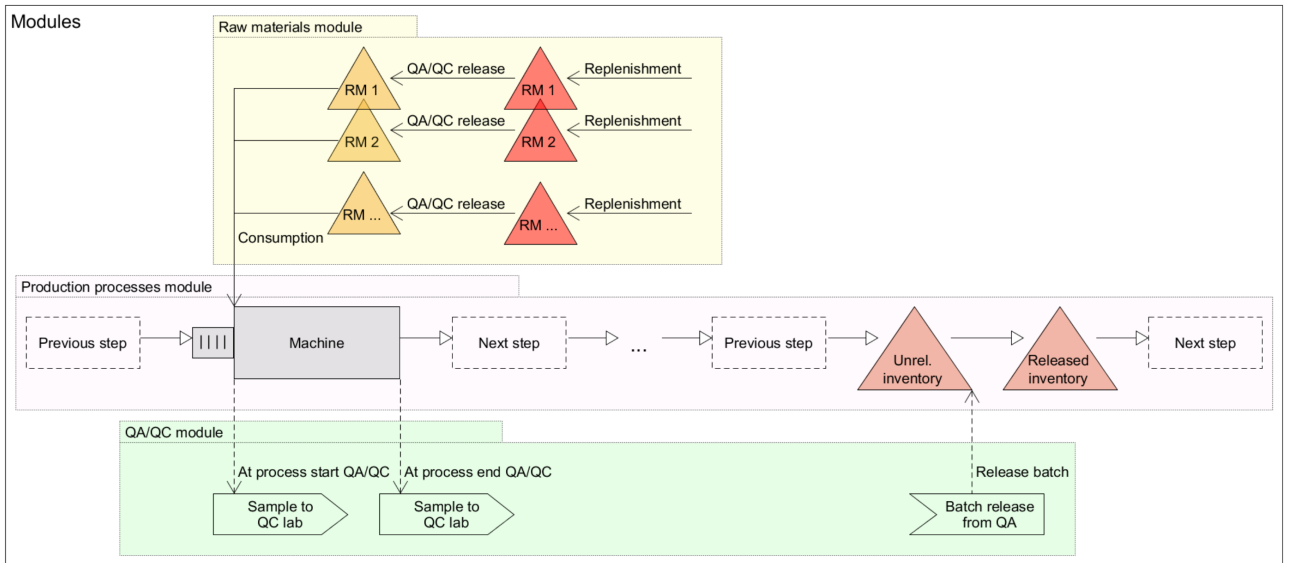 Modules
Raw materials module
RM 1
QA/QC release
RM 1
Replenishment
RM 2
QA/QC release
RM 2
Replenishment
RM ...
QA/QC release
RM ...
Replenishment
Consumption
Production processes module
Previous step
Machine
Next step
...
Previous step
Unrel.
inventory
Released
inventory
Next step
QA/QC module
At process start QA/QC
At process end QA/QC
Release batch
Sample to
QC lab
Sample to
QC lab
Batch release
from QA